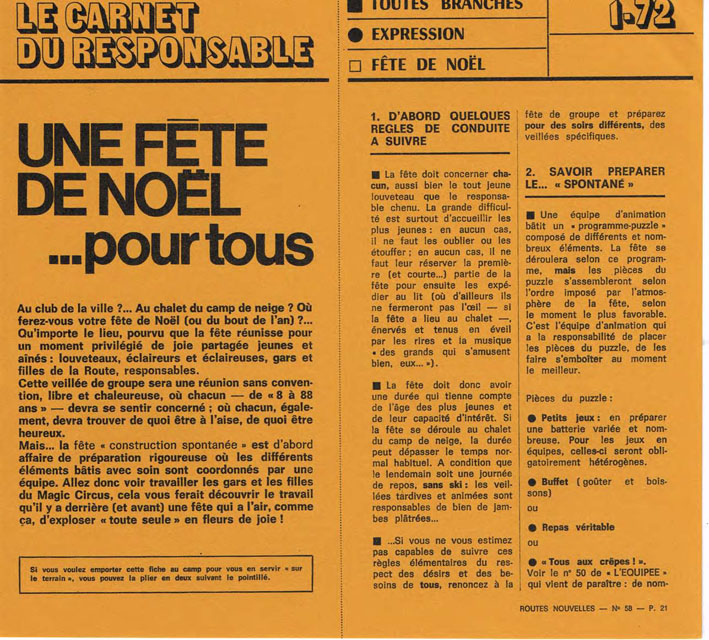 LE CARNET
DU RESPONSABLE
UNE FÊTE
DE NOËL
...pour tous
Au club de la ville ?... Au chalet du camp de neige ? Où
ferez-vous votre fête de Noël (ou du bout de l'an) ?...
Qu'importe le lieu, pourvu que la fête réunisse pour
un moment privilégié de joie partagée jeunes et
aînés : louveteaux, éclaireurs et éclaireuses, gars et
filles de la Route, responsables.
Cette veillée de groupe sera une réunion sans conven-
tion, libre et chaleureuse, où chacun — de « 8 à 88
ans » — devra se sentir concerné ; où chacun, égale-
ment, devra trouver de quoi être à l'aise, de quoi être
heureux.
Mais... la fête « construction spontanée » est d'abord
affaire de préparation rigoureuse où les différents
éléments bâtis avec soin sont coordonnés par une
équipe. Allez donc voir travailler les gars et les filles
du Magic Circus, cela vous ferait découvrir le travail
qu'il y a derrière (et avant) une fête qui a l'air, comme
ça, d'exploser « toute seule » en fleurs de joie !
Si vous voulez emporter cette fiche au camp pour vous en servir « sur
le terrain », vous pouvez la plier en deux suivant le pointillé.
■ TOUTES BRANCHES
● EXPRESSION
□ FÊTE DE NOËL
1-72
1. D'ABORD QUELQUES
REGLES DE CONDUITE
A SUIVRE
■ La fête doit concerner cha-
cun, aussi bien le tout jeune
louveteau que le responsa-
ble chenu. La grande difficul-
té est surtout d'accueillir les
plus jeunes : en aucun cas,
il ne faut les oublier ou les
étouffer ; en aucun cas, il ne
faut leur réserver la premiè-
re (et courte...) partie de la
fête pour ensuite les expé-
dier au lit (où d'ailleurs ils
ne fermeront pas l'œil — si
la fête a lieu au chalet —,
énervés et tenus en éveil
par les rires et la musique
« des grands qui s'amusent
bien, eux... »).
■ La fête doit donc avoir
une durée qui tienne compte
de l'âge des plus jeunes et
de leur capacité d'intérêt. Si
la fête se déroule au chalet
du camp de neige, la durée
peut dépasser le temps nor-
mal habituel. A condition que
le lendemain soit une journée
de repos, sans ski : les veil-
lées tardives et animées sont
responsables de bien de jam-
bes plâtrées...
■ ...Si vous ne vous estimez
pas capables de suivre ces
règles élémentaires du res-
pect des désirs et des be-
soins de tous, renoncez à la
fête de groupe et préparez
pour des soirs différents, des
veillées spécifiques.
2. SAVOIR PREPARER
LE... « SPONTANÉ »
■ Une équipe d'animation
bâtit un « programme-puzzle »
composé de différents et nom-
breux éléments. La fête se
déroulera selon ce program-
me, mais les pièces du
puzzle s'assembleront selon
l'ordre imposé par l'atmos-
phère de la fête, selon
le moment le plus favorable.
C'est l'équipe d'animation qui
a la responsabilité de placer
les pièces du puzzle, de les
faire s'emboîter au moment
le meilleur.
Pièces du puzzle :
● Petits jeux : en préparer
une batterie variée et nom-
breuse. Pour les jeux en
équipes, celles-ci seront obli-
gatoirement hétérogènes.
● Buffet (goûter et bois-
sons)
ou
● Repas véritable
ou
● « Tous aux crêpes ! ».
Voir le n° 50 de « L'EQUIPEE »
qui vient de paraître : de nom-
ROUTES NOUVELLES — N° 58 — P. 21